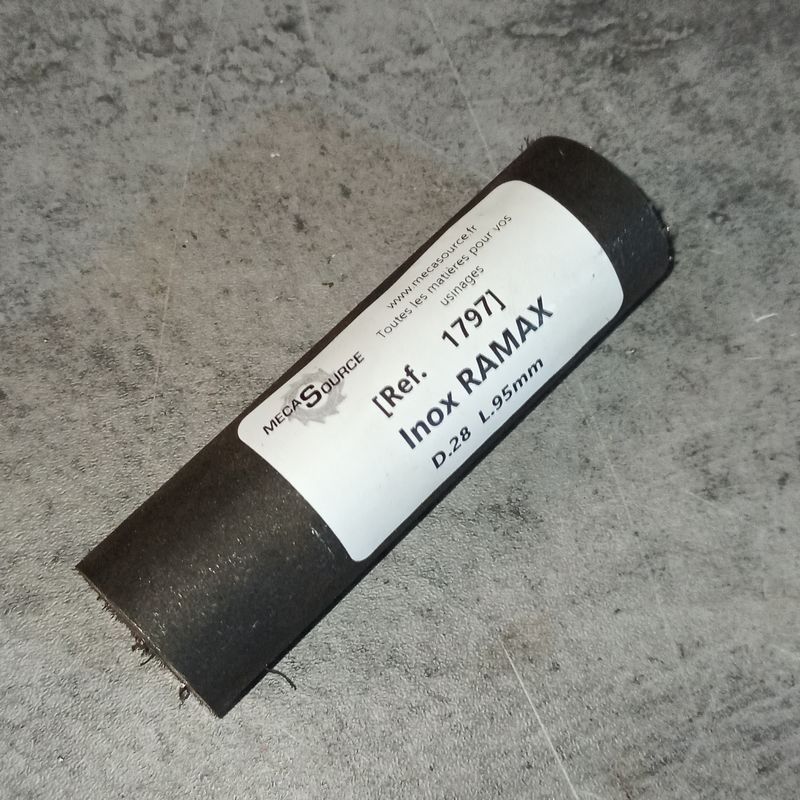 www.mecasource.fr
Toutes les matières pour vos
usinages
MECASOURCE
[Ref. 1797]
Inox RAMAX
D.28 L.95mm